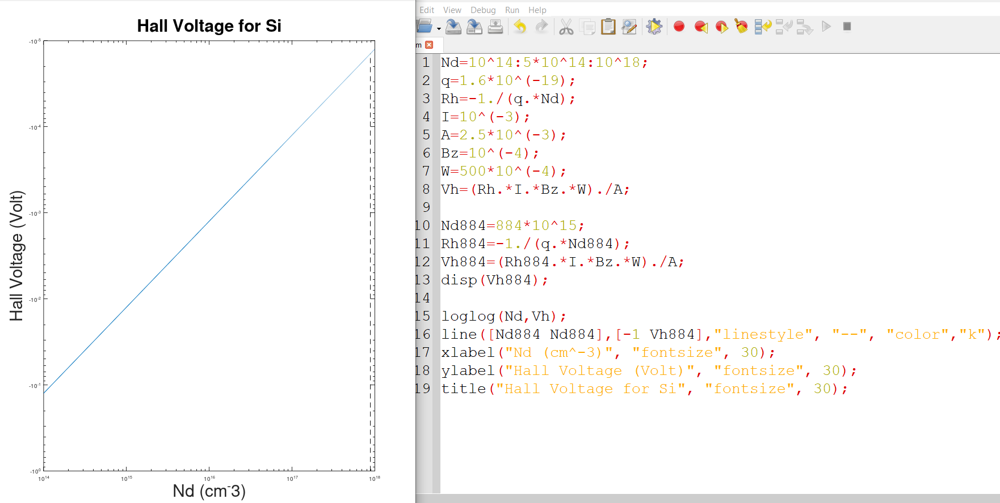 Hall Voltage for Si
-10^-5
-10^-4
-10^-3
-10^-2
-10^-1
-10^0
Hall Voltage (Volt)
10^14 10^15 10^16 10^17 10^18
Nd (cm^-3)
Edit View Debug Run Help
m
1 Nd=10^14:5*10^14:10^18;
2 q=1.6*10^(-19);
3 Rh=-1./(q.*Nd);
4 I=10^(-3);
5 A=2.5*10^(-3);
6 Bz=10^(-4);
7 W=500*10^(-4);
8 Vh=(Rh.*I.*Bz.*W)./A;
9
10 Nd884=884*10^15;
11 Rh884=-1./(q.*Nd884);
12 Vh884=(Rh884.*I.*Bz.*W)./A;
13 disp(Vh884);
14
15 loglog(Nd,Vh);
16 line([Nd884 Nd884],[-1 Vh884],"linestyle", "--", "color","k");
17 xlabel("Nd (cm^-3)", "fontsize", 30);
18 ylabel("Hall Voltage (Volt)", "fontsize", 30);
19 title("Hall Voltage for Si", "fontsize", 30);